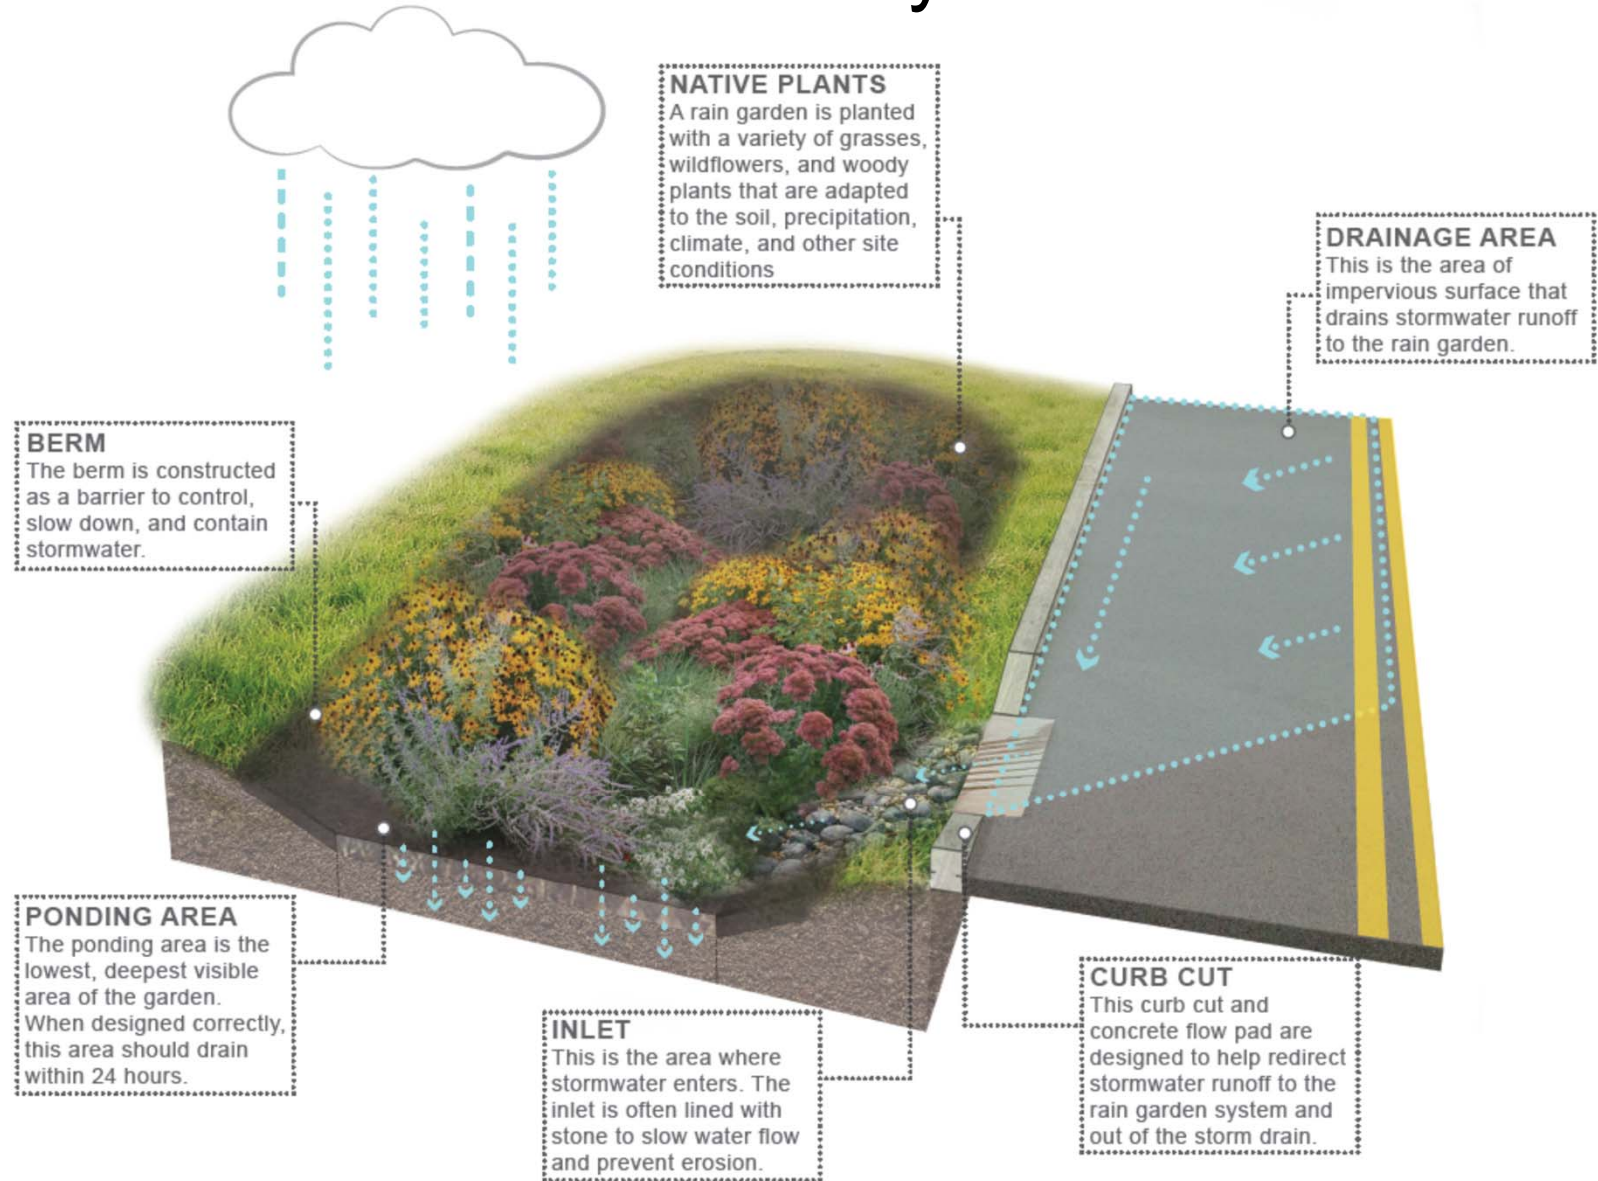 NATIVE PLANTS
A rain garden is planted
with a variety of grasses,
wildflowers, and woody
plants that are adapted
to the soil, precipitation,
climate, and other site
conditions
DRAINAGE AREA
This is the area of
impervious surface that
drains stormwater runoff
to the rain garden.
BERM
The berm is constructed
as a barrier to control,
slow down, and contain
stormwater.
PONDING AREA
The ponding area is the
lowest, deepest visible
area of the garden.
When designed correctly,
this area should drain
within 24 hours.
INLET
This is the area where
stormwater enters. The
inlet is often lined with
stone to slow water flow
and prevent erosion.
CURB CUT
This curb cut and
concrete flow pad are
designed to help redirect
stormwater runoff to the
rain garden system and
out of the storm drain.